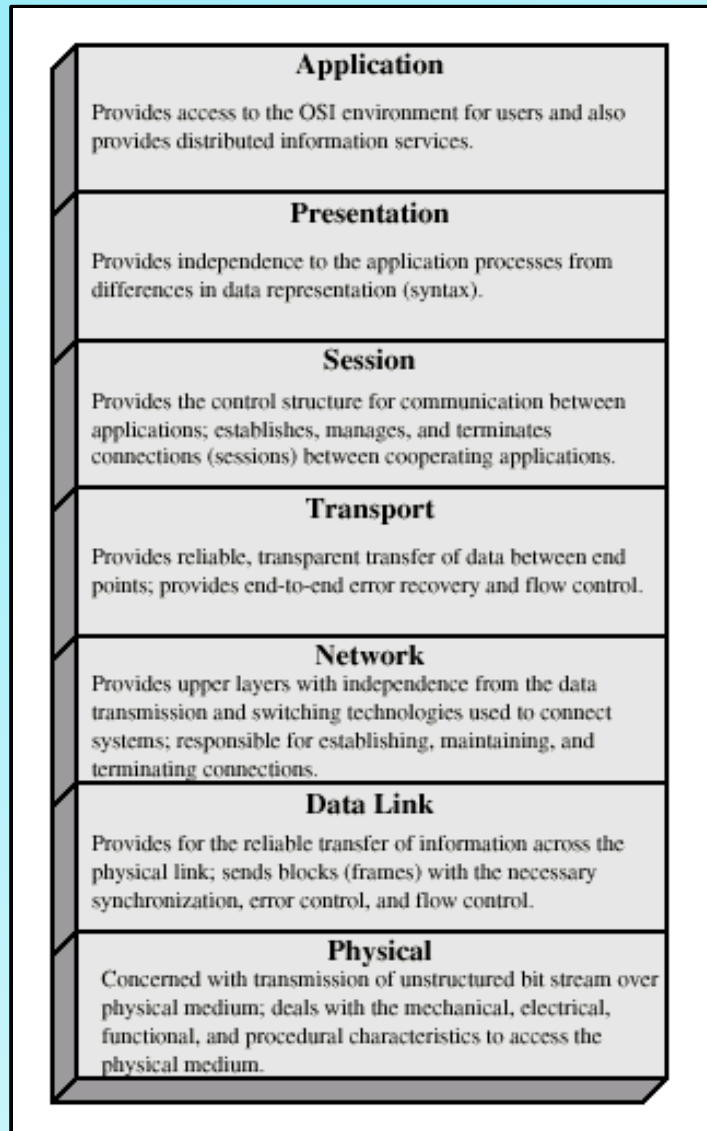 Application
Provides access to the OSI environment for users and also
provides distributed information services.
Presentation
Provides independence to the application processes from
differences in data representation (syntax).
Session
Provides the control structure for communication between
applications; establishes, manages, and terminates
connections (sessions) between cooperating applications.
Transport
Provides reliable, transparent transfer of data between end
points; provides end-to-end error recovery and flow control.
Network
Provides upper layers with independence from the data
transmission and switching technologies used to connect
systems; responsible for establishing, maintaining, and
terminating connections.
Data Link
Provides for the reliable transfer of information across the
physical link; sends blocks (frames) with the necessary
synchronization, error control, and flow control.
Physical
Concerned with transmission of unstructured bit stream over
physical medium; deals with the mechanical, electrical,
functional, and procedural characteristics to access the
physical medium.